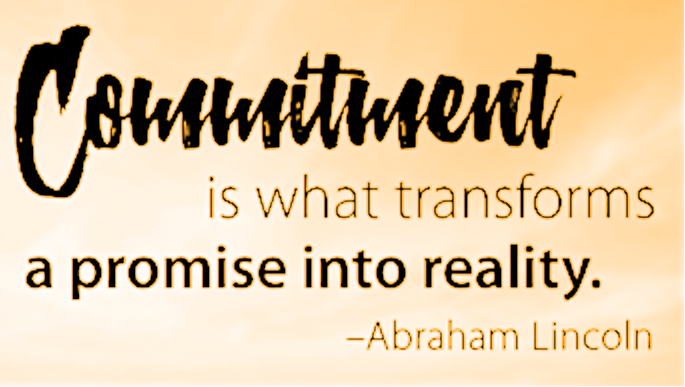 Commitment
is what transforms
a promise into reality.
–Abraham Lincoln